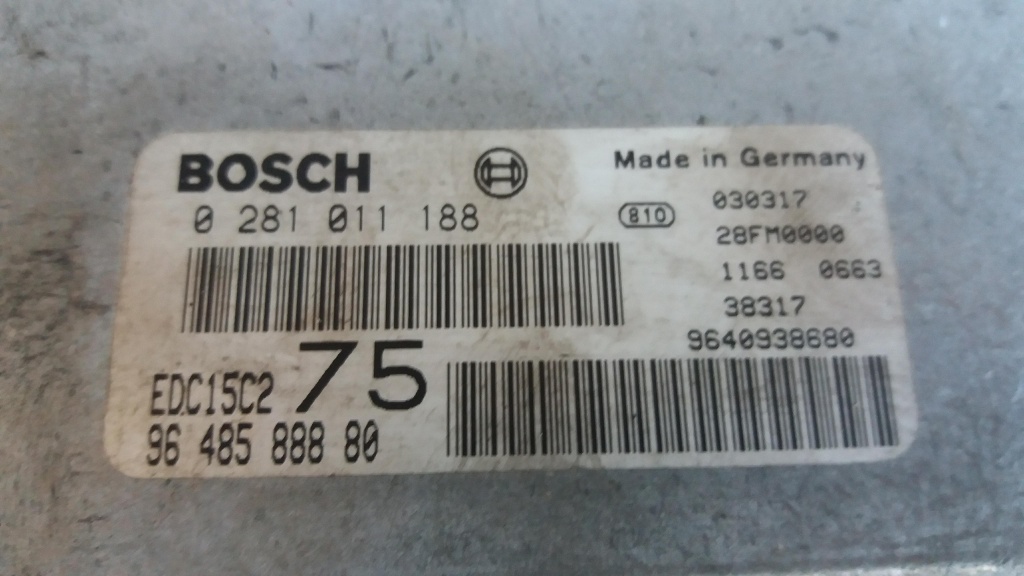 BOSCH
0 281 011 188
Made in Germany
810
030317
28FM0000
1166 0663
38317
9640938680
EDC15C2
75
96 485 888 80